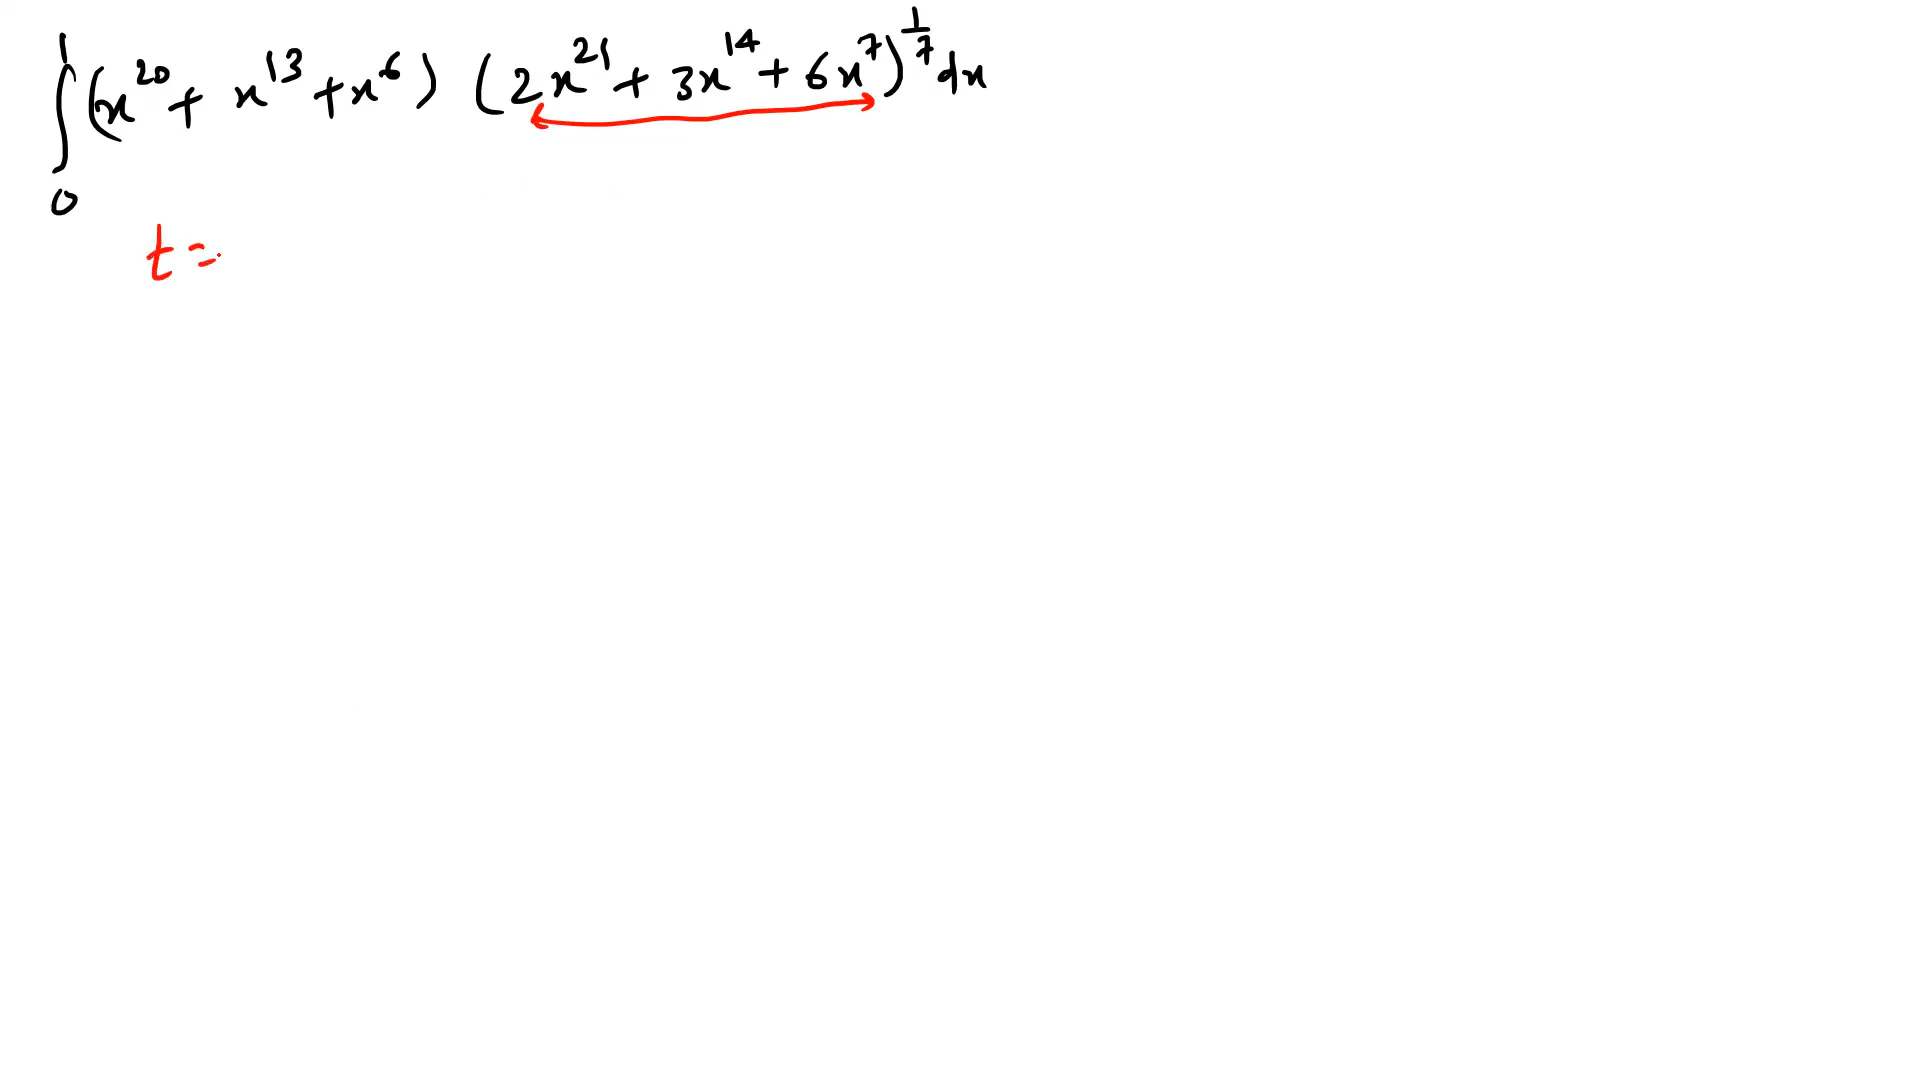 ∫₀¹ (x²⁰ + x¹³ + x⁶) (2x²¹ + 3x¹⁴ + 6x⁷)^(1/7) dx
t =